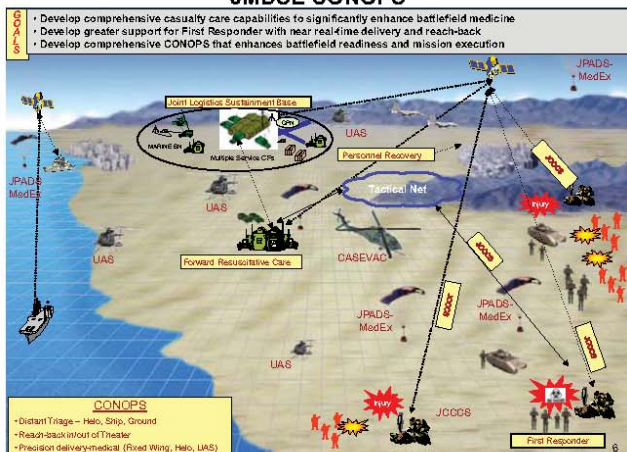 JMDSE CONOPS
GOALS
• Develop comprehensive casualty care capabilities to significantly enhance battlefield medicine
• Develop greater support for First Responder with near real-time delivery and reach-back
• Develop comprehensive CONOPS that enhances battlefield readiness and mission execution
JPADS-
MedEx
Joint Logistics Sustainment Base
MARINE BN
Multiple Service CPs
UAS
Personnel Recovery
JPADS-
MedEx
JCCCS
Injury
UAS
Tactical Net
UAS
Forward Resuscitative Care
CASEVAC
JCCCS
JCCCS
JCCCS
JPADS-
MedEx
JPADS-
MedEx
UAS
Injury
JCCCS
First Responder
CONOPS
• Distant Triage – Helo, Ship, Ground
• Reach-back in/out of Theater
• Precision delivery-medical (Fixed Wing, Helo, UAS)
6